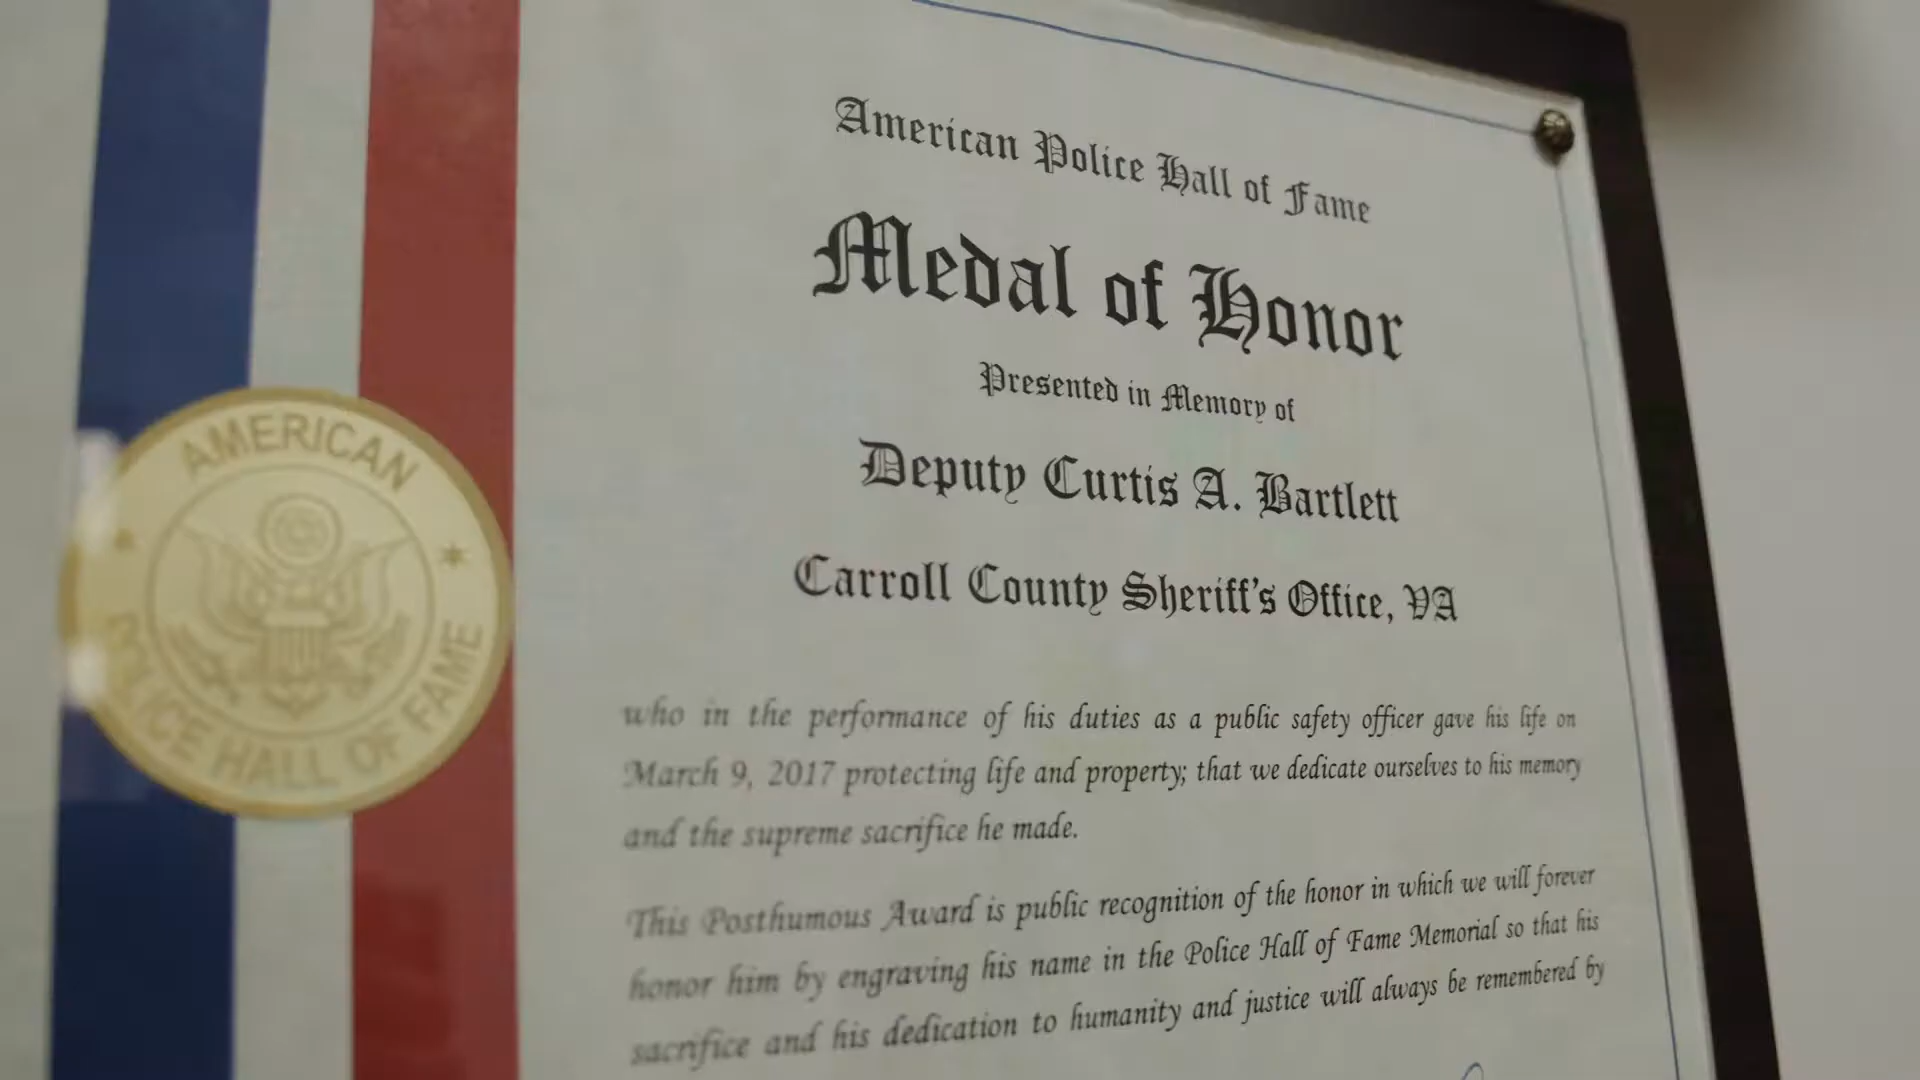 American Police Hall of Fame
Medal of Honor
Presented in Memory of
Deputy Curtis A. Bartlett
Carroll County Sheriff's Office, VA
who in the performance of his duties as a public safety officer gave his life on
March 9, 2017 protecting life and property; that we dedicate ourselves to his memory
and the supreme sacrifice he made.
This Posthumous Award is public recognition of the honor in which we will forever
honor him by engraving his name in the Police Hall of Fame Memorial so that his
sacrifice and his dedication to humanity and justice will always be remembered by
AMERICAN
POLICE HALL OF FAME